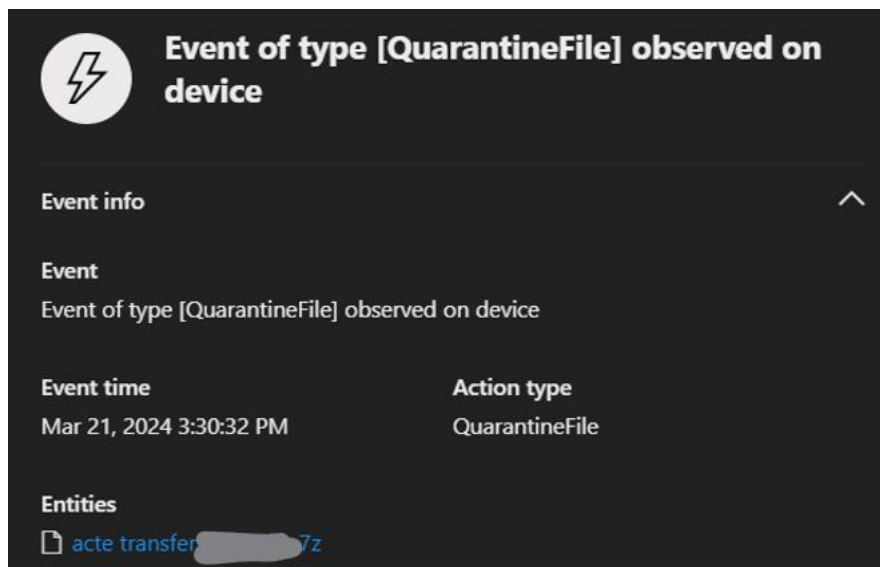 Event of type [QuarantineFile] observed on
device
Event info
Event
Event of type [QuarantineFile] observed on device
Event time
Action type
Mar 21, 2024 3:30:32 PM
QuarantineFile
Entities
acte transfer 7z